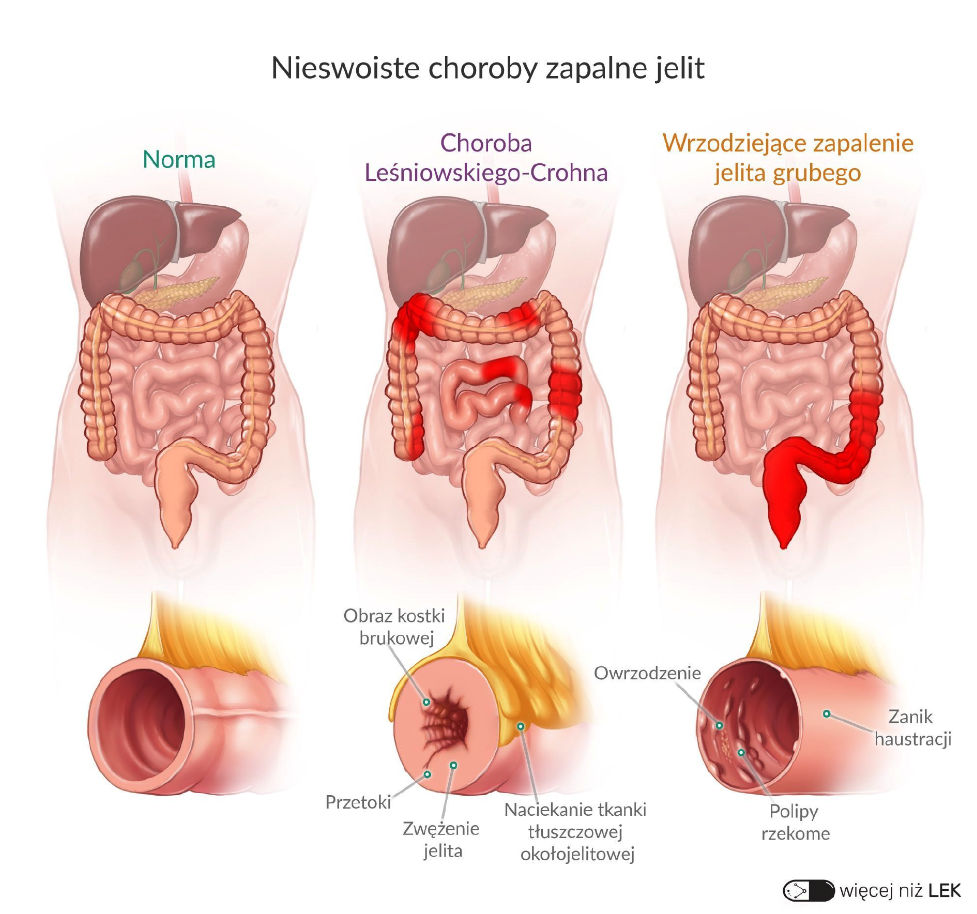 Nieswoiste choroby zapalne jelit
Norma
Choroba
Leśniowskiego-Crohna
Wrzodziejące zapalenie
jelita grubego
Obraz kostki
brukowej
Przetoki
Zwężenie
jelita
Naciekanie tkanki
tłuszczowej
okołojelitowej
Owrzodzenie
Zanik
haustracji
Polipy
rzekome
więcej niż LEK